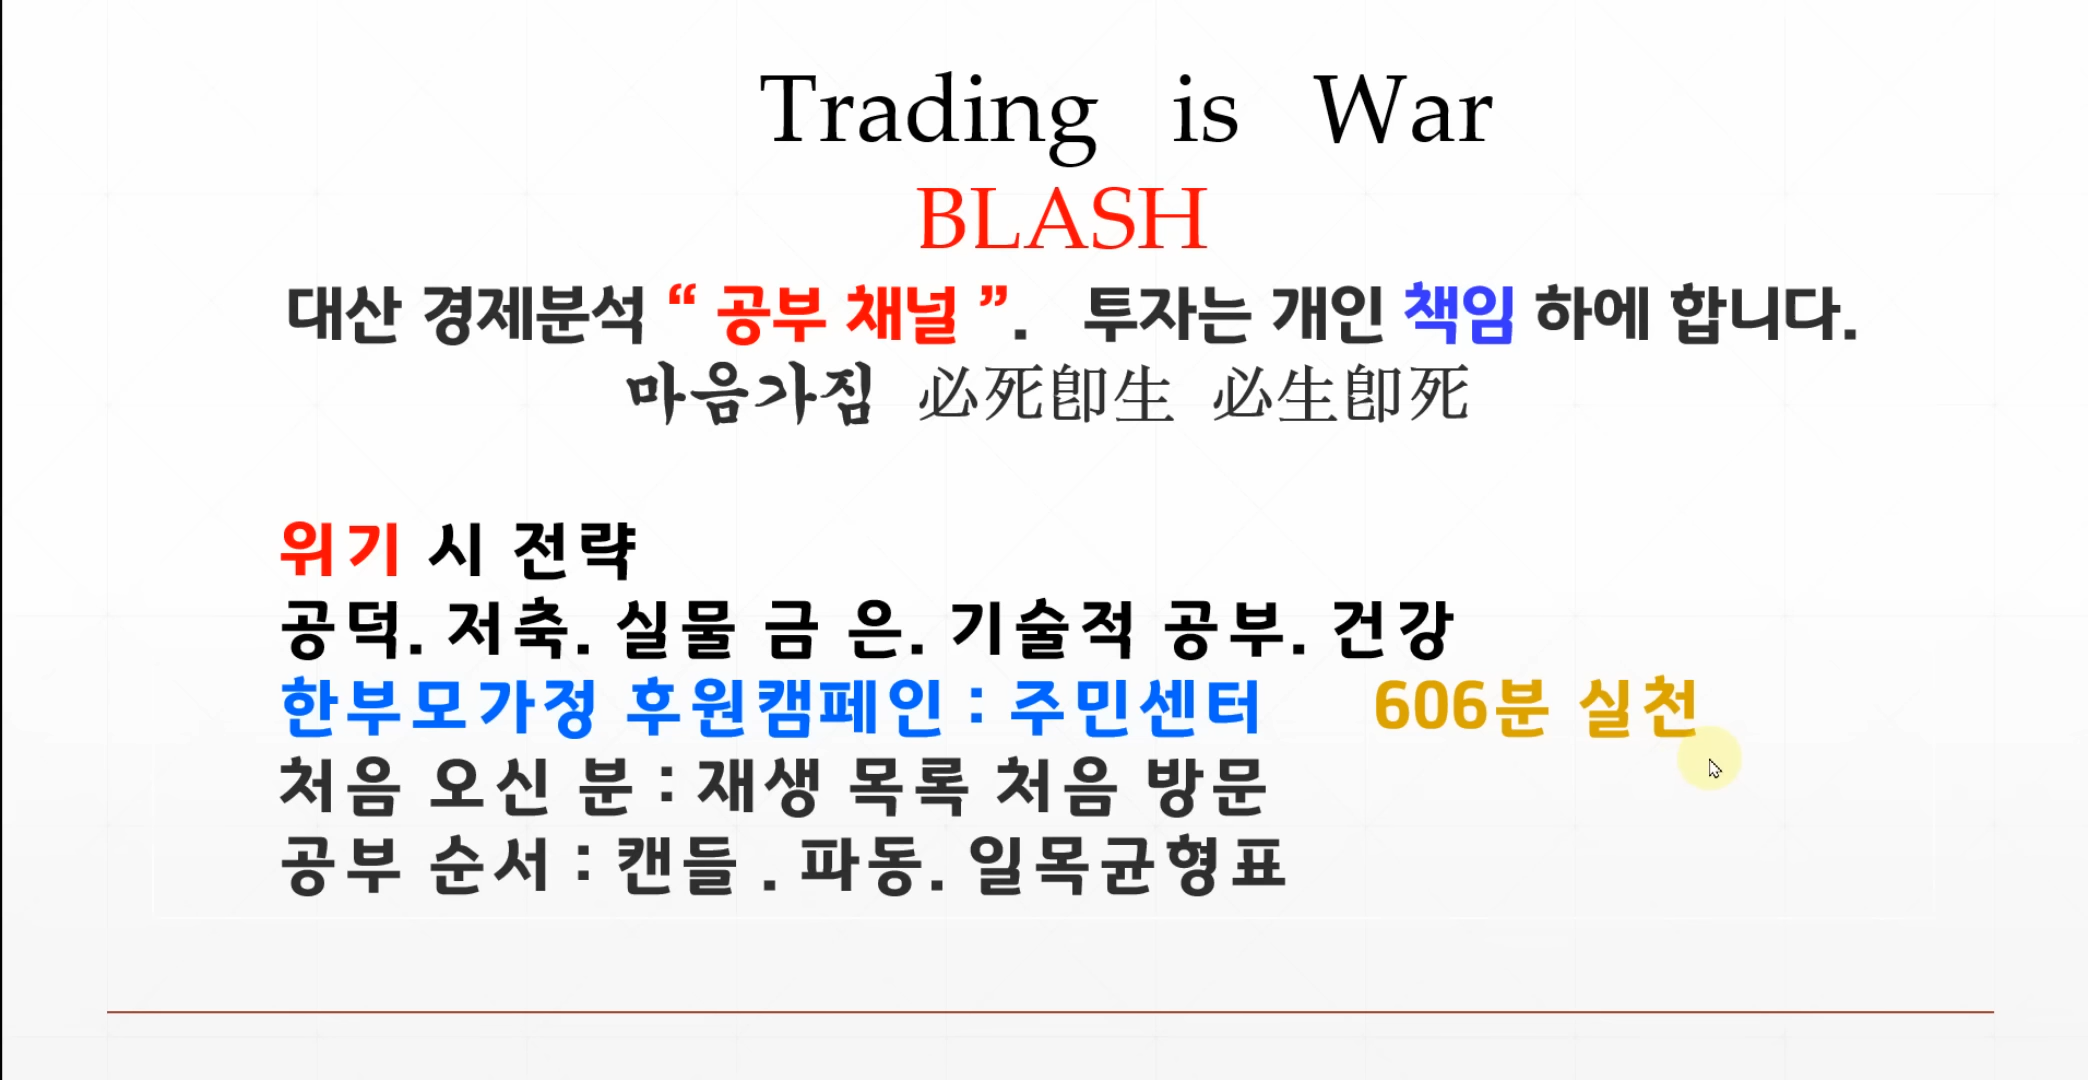 Trading is War
BLASH
대산 경제분석 “ 공부 채널 ”. 투자는 개인 책임 하에 합니다.
마음가짐 必死卽生 必生卽死
위기 시 전략
공덕. 저축. 실물 금 은. 기술적 공부. 건강
한부모가정 후원캠페인 : 주민센터 606분 실천
처음 오신 분 : 재생 목록 처음 방문
공부 순서 : 캔들 . 파동. 일목균형표